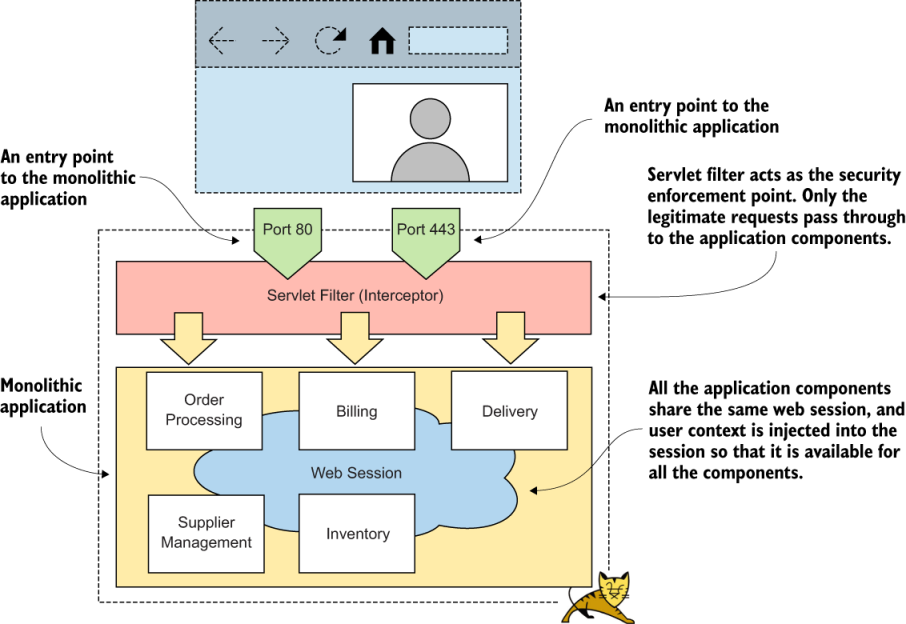 An entry point to the
monolithic application
An entry point
to the monolithic
application
Servlet filter acts as the security
enforcement point. Only the
legitimate requests pass through
to the application components.
Port 80
Port 443
Servlet Filter (Interceptor)
Monolithic
application
Order
Processing
Billing
Delivery
All the application components
share the same web session, and
user context is injected into the
session so that it is available for
all the components.
Web Session
Supplier
Management
Inventory